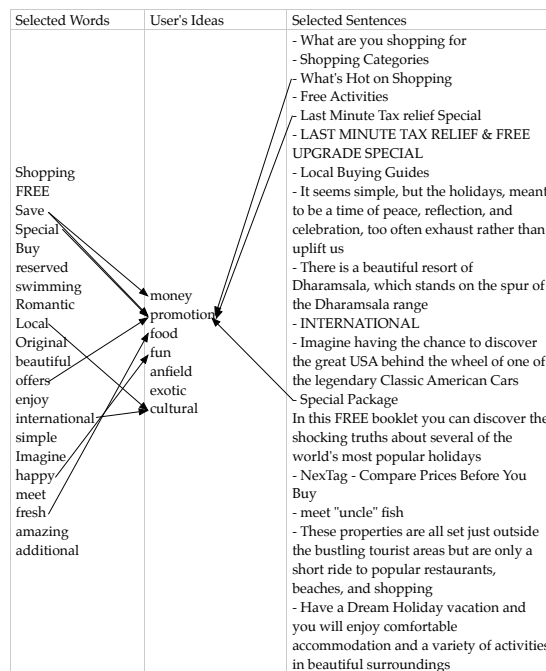 Selected Words
User's Ideas
Selected Sentences
Shopping
FREE
Save
Special
Buy
reserved
swimming
Romantic
Local
Original
beautiful
offers
enjoy
international
simple
Imagine
happy
meet
fresh
amazing
additional
money
promotion
food
fun
anfield
exotic
cultural
- What are you shopping for
- Shopping Categories
- What's Hot on Shopping
- Free Activities
- Last Minute Tax relief Special
- LAST MINUTE TAX RELIEF & FREE
UPGRADE SPECIAL
- Local Buying Guides
- It seems simple, but the holidays, meant
to be a time of peace, reflection, and
celebration, too often exhaust rather than
uplift us
- There is a beautiful resort of
Dharamsala, which stands on the spur of
the Dharamsala range
- INTERNATIONAL
- Imagine having the chance to discover
the great USA behind the wheel of one of
the legendary Classic American Cars
- Special Package
In this FREE booklet you can discover the
shocking truths about several of the
world's most popular holidays
- NexTag - Compare Prices Before You
Buy
- meet "uncle" fish
- These properties are all set just outside
the bustling tourist areas but are only a
short ride to popular restaurants,
beaches, and shopping
- Have a Dream Holiday vacation and
you will enjoy comfortable
accommodation and a variety of activities
in beautiful surroundings